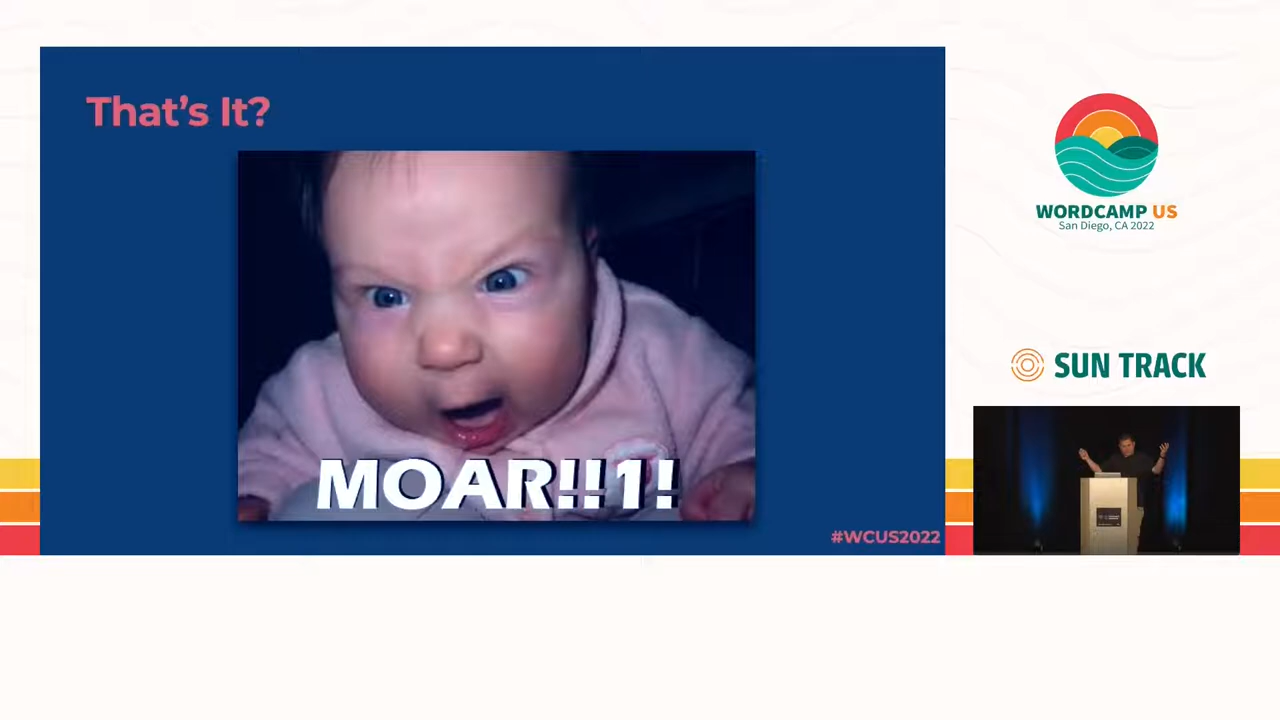 That's It?
MOAR!!1!
#WCUS2022
WORDCAMP US
San Diego, CA 2022
SUN TRACK